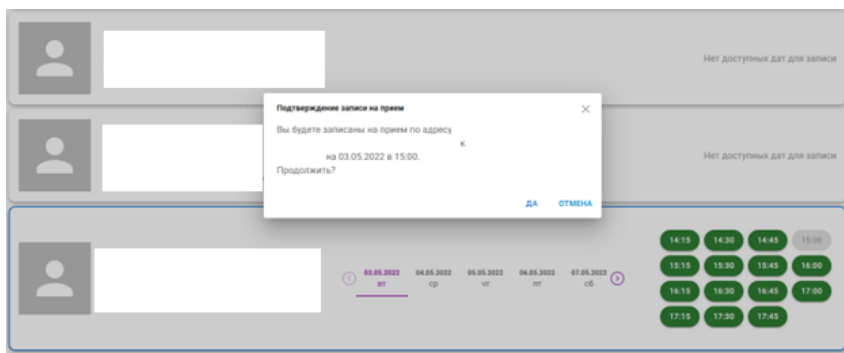 Нет доступных дат для записи
Подтверждение записи на прием
Вы будете записаны на прием по адресу
к
на 03.05.2022 в 15:00.
Продолжить?
ДА ОТМЕНА
Нет доступных дат для записи
03.05.2022 04.05.2022 05.05.2022 06.05.2022 07.05.2022
вт ср чт пт сб
14:15 14:30 14:45 15:00
15:15 15:30 15:45 16:00
16:15 16:30 16:45 17:00
17:15 17:30 17:45